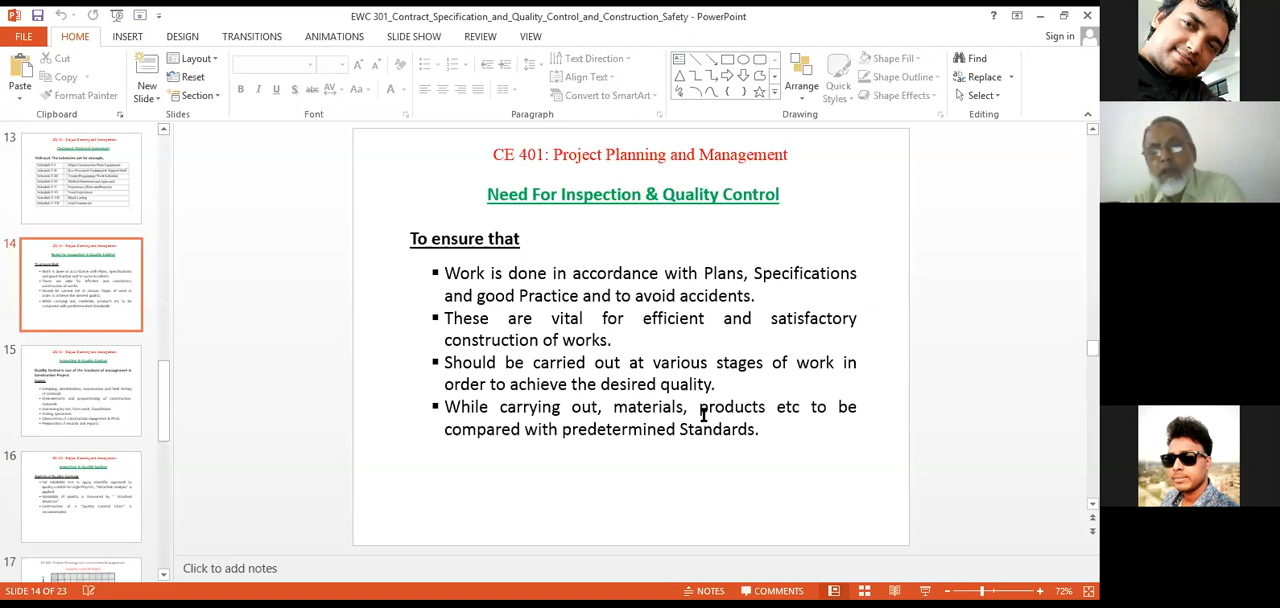 EWC 301_Contract_Specification_and_Quality_Control_and_Construction_Safety - PowerPoint
FILE HOME INSERT DESIGN TRANSITIONS ANIMATIONS SLIDE SHOW REVIEW VIEW Sign in
Paste
Cut
Copy
Format Painter
Clipboard
New Slide
Layout
Reset
Section
Slides
Font
Text Direction
Align Text
Convert to SmartArt
Paragraph
Arrange
Quick Styles
Shape Fill
Shape Outline
Shape Effects
Drawing
Find
Replace
Select
Editing
13
14
15
16
17
CE 401: Project Planning and Management
Need For Inspection & Quality Control
To ensure that
Work is done in accordance with Plans, Specifications
and good Practice and to avoid accidents.
These are vital for efficient and satisfactory
construction of works.
Should be carried out at various stages of work in
order to achieve the desired quality.
While carrying out, materials, products etc to be
compared with predetermined Standards.
Click to add notes
SLIDE 14 OF 23 NOTES COMMENTS 72%